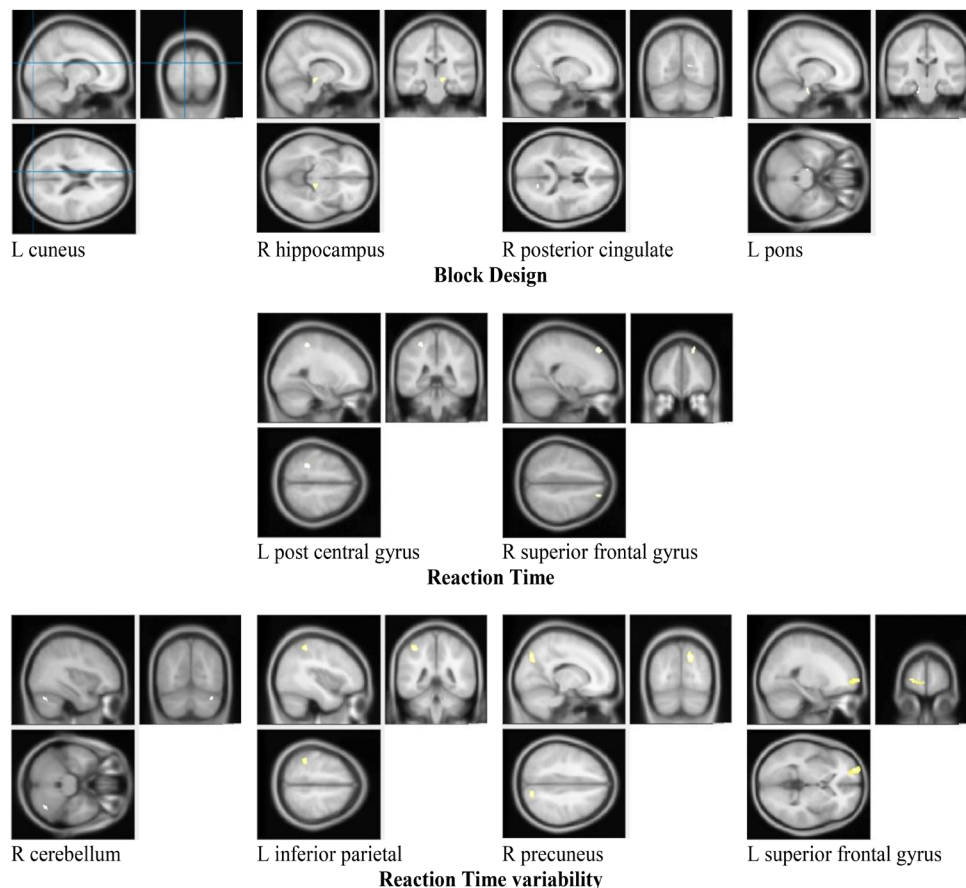 L cuneus
R hippocampus
R posterior cingulate
L pons
Block Design
L post central gyrus
R superior frontal gyrus
Reaction Time
R cerebellum
L inferior parietal
R precuneus
L superior frontal gyrus
Reaction Time variability